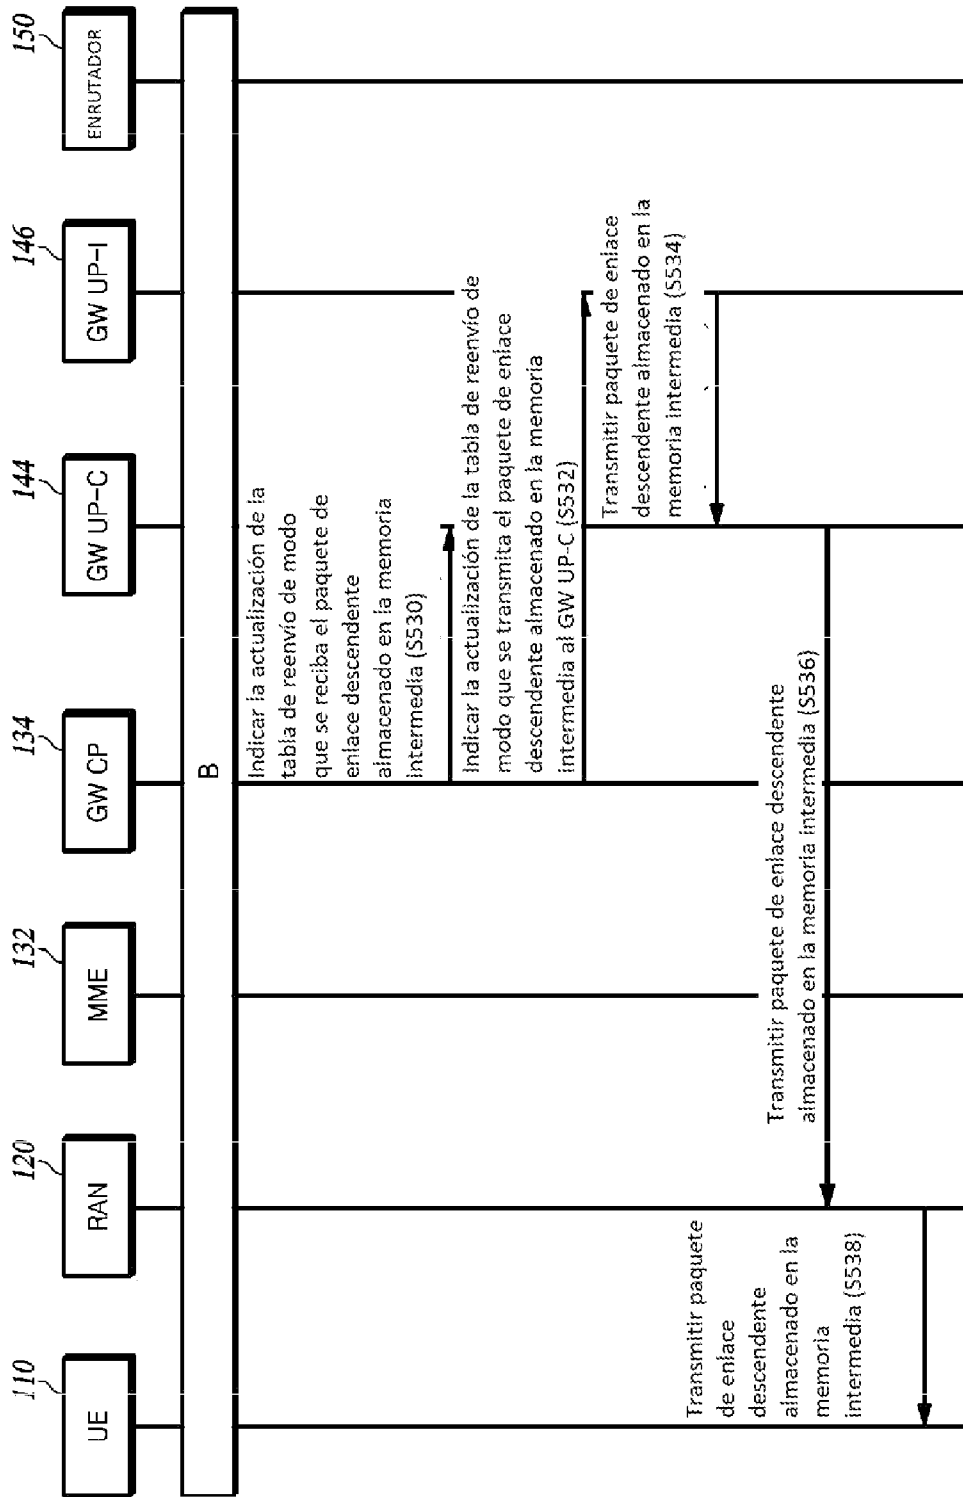 110
120
132
134
144
146
150
UE
RAN
MME
GW CP
GW UP-C
GW UP-I
ENRUTADOR
B
Indicar la actualización de la
tabla de reenvío de modo
que se reciba el paquete de
enlace descendente
almacenado en la memoria
intermedia (S530)
Indicar la actualización de la tabla de reenvío de
modo que se transmita el paquete de enlace
descendente almacenado en la memoria
intermedia al GW UP-C (S532)
Transmitir paquete de enlace
descendente almacenado en la
memoria intermedia (S534)
Transmitir paquete de enlace descendente
almacenado en la memoria intermedia (S536)
Transmitir paquete
de enlace
descendente
almacenado en la
memoria
intermedia (S538)